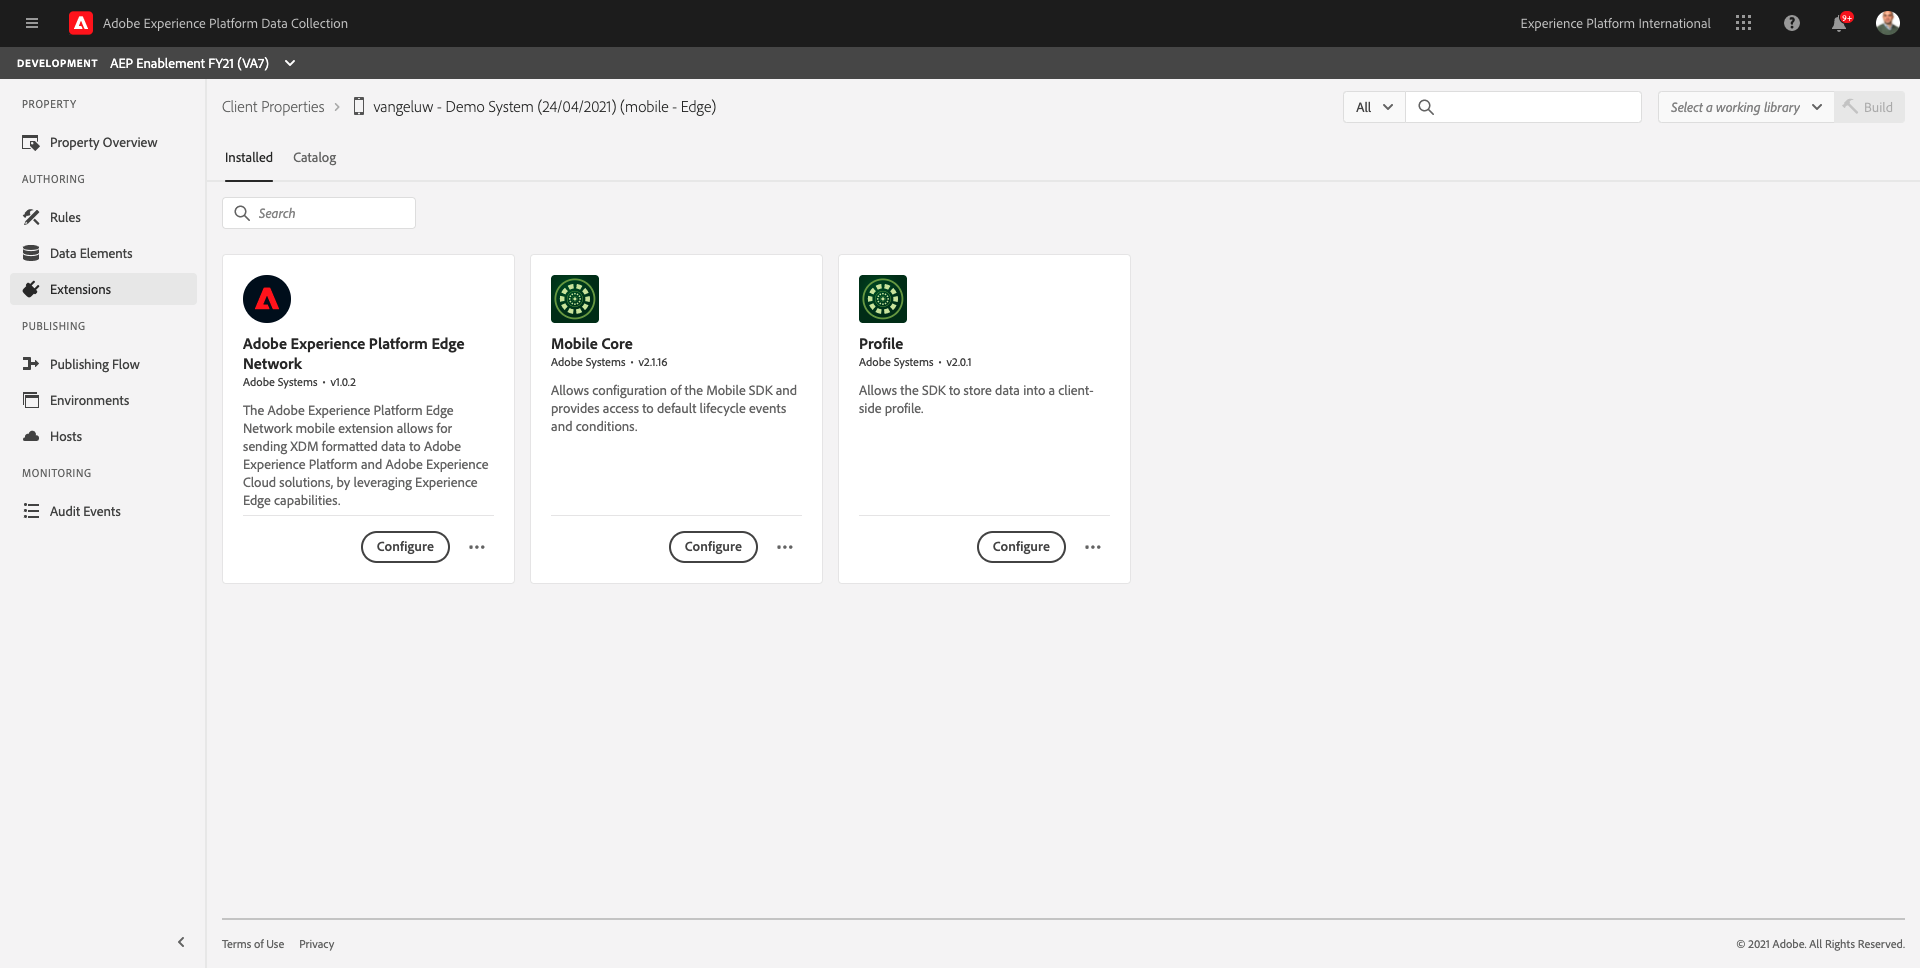 Adobe Experience Platform Data Collection
Experience Platform International
9+
DEVELOPMENT AEP Enablement FY21 (VA7)
PROPERTY
Property Overview
AUTHORING
Rules
Data Elements
Extensions
PUBLISHING
Publishing Flow
Environments
Hosts
MONITORING
Audit Events
Client Properties > vangeluw - Demo System (24/04/2021) (mobile - Edge)
All
Select a working library
Build
Installed
Catalog
Search
Adobe Experience Platform Edge
Network
Adobe Systems • v1.0.2
The Adobe Experience Platform Edge
Network mobile extension allows for
sending XDM formatted data to Adobe
Experience Platform and Adobe Experience
Cloud solutions, by leveraging Experience
Edge capabilities.
Configure
Mobile Core
Adobe Systems • v2.1.16
Allows configuration of the Mobile SDK and
provides access to default lifecycle events
and conditions.
Configure
Profile
Adobe Systems • v2.0.1
Allows the SDK to store data into a client-
side profile.
Configure
Terms of Use
Privacy
© 2021 Adobe. All Rights Reserved.